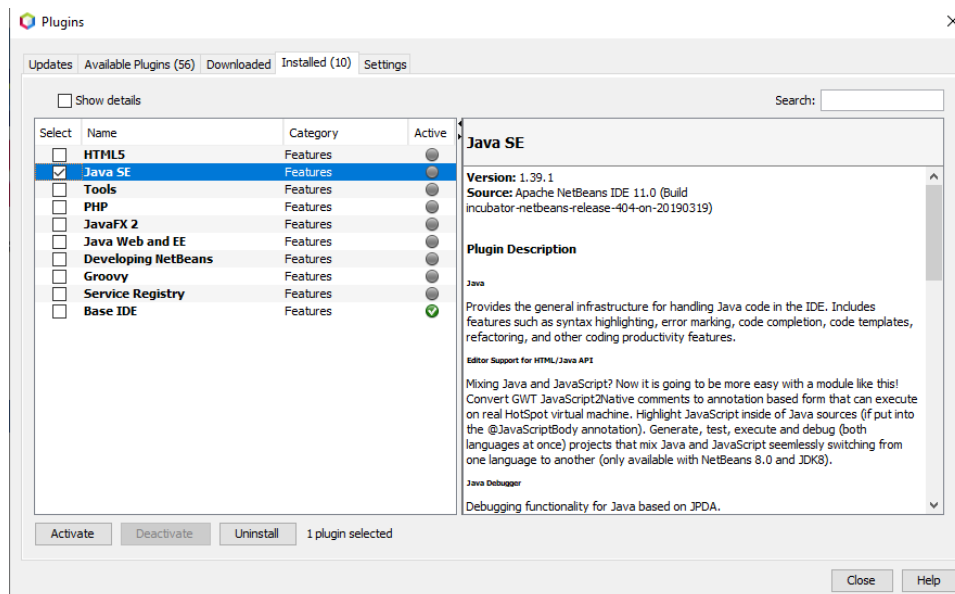 Plugins
Updates Available Plugins (56) Downloaded Installed (10) Settings
Show details
Search:
Select Name Category Active
HTML5 Features
Java SE Features
Tools Features
PHP Features
JavaFX 2 Features
Java Web and EE Features
Developing NetBeans Features
Groovy Features
Service Registry Features
Base IDE Features
Java SE
Version: 1.39.1
Source: Apache NetBeans IDE 11.0 (Build
incubator-netbeans-release-404-on-20190319)
Plugin Description
Java
Provides the general infrastructure for handling Java code in the IDE. Includes
features such as syntax highlighting, error marking, code completion, code templates,
refactoring, and other coding productivity features.
Editor Support for HTML/Java API
Mixing Java and JavaScript? Now it is going to be more easy with a module like this!
Convert GWT JavaScript2Native comments to annotation based form that can execute
on real HotSpot virtual machine. Highlight JavaScript inside of Java sources (if put into
the @JavaScriptBody annotation). Generate, test, execute and debug (both
languages at once) projects that mix Java and JavaScript seemlessly switching from
one language to another (only available with NetBeans 8.0 and JDK8).
Java Debugger
Debugging functionality for Java based on JPDA.
Activate Deactivate Uninstall 1 plugin selected
Close Help